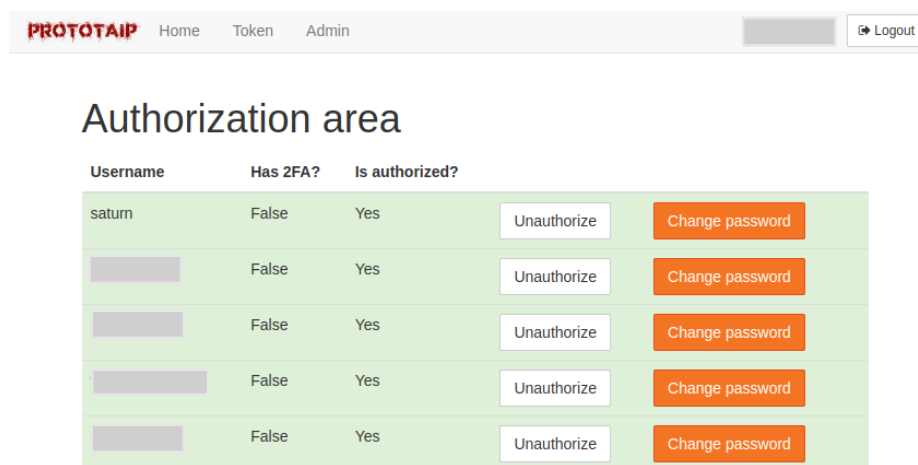 PROTOTAIP Home Token Admin Logout
Authorization area
Username Has 2FA? Is authorized?
saturn False Yes Unauthorize Change password
False Yes Unauthorize Change password
False Yes Unauthorize Change password
False Yes Unauthorize Change password
False Yes Unauthorize Change password